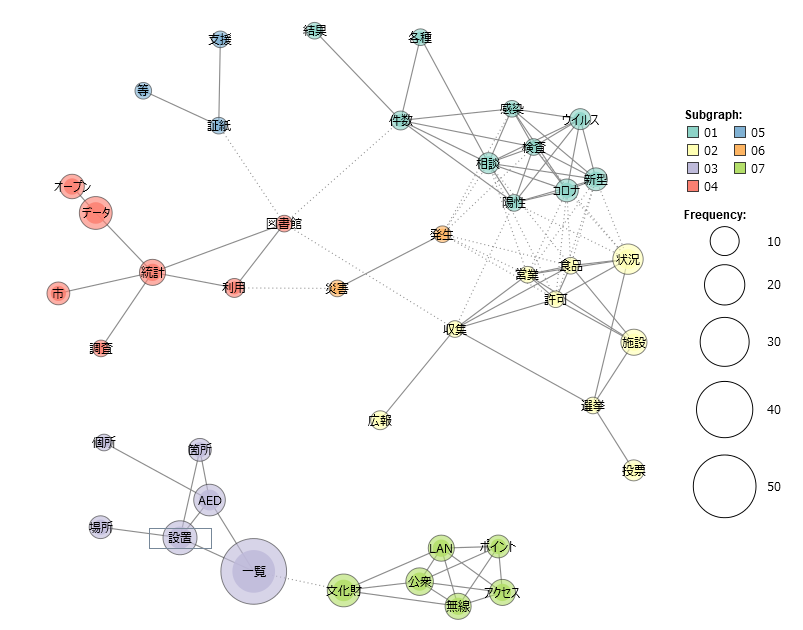 結果
支援
各種
等
感染
件数
ウイルス
証紙
検査
相談
新型
オープン
コロナ
陽性
データ
図書館
発生
状況
食品
統計
営業
利用
災害
市
許可
収集
施設
調査
選挙
広報
個所
箇所
投票
AED
場所
設置
LAN
ポイント
一覧
公衆
文化財
アクセス
無線
Subgraph:
01 05
02 06
03 07
04
Frequency:
10
20
30
40
50